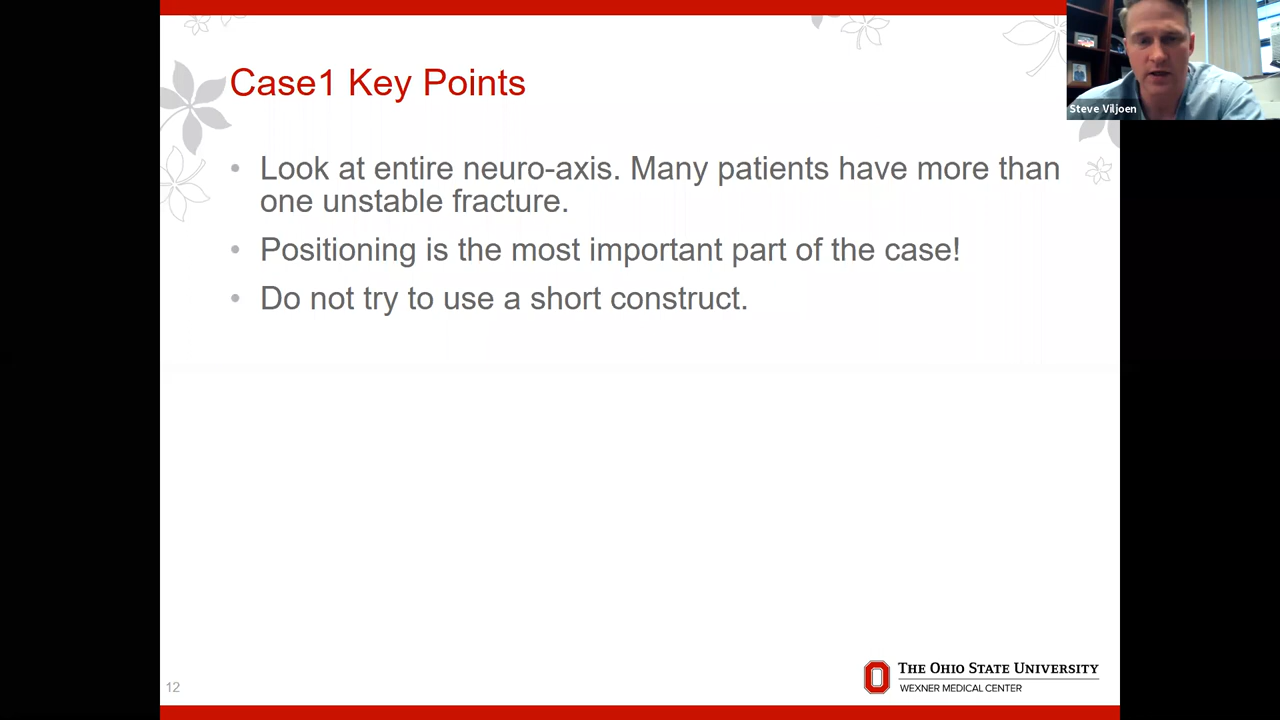 Case1 Key Points
Steve Viljoen
• Look at entire neuro-axis. Many patients have more than
one unstable fracture.
• Positioning is the most important part of the case!
• Do not try to use a short construct.
12
THE OHIO STATE UNIVERSITY
WEXNER MEDICAL CENTER